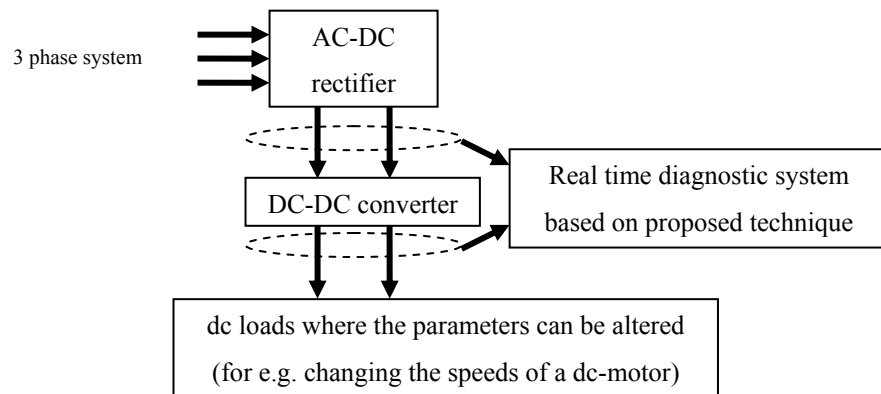 3 phase system
AC-DC
rectifier
DC-DC converter
Real time diagnostic system
based on proposed technique
dc loads where the parameters can be altered
(for e.g. changing the speeds of a dc-motor)